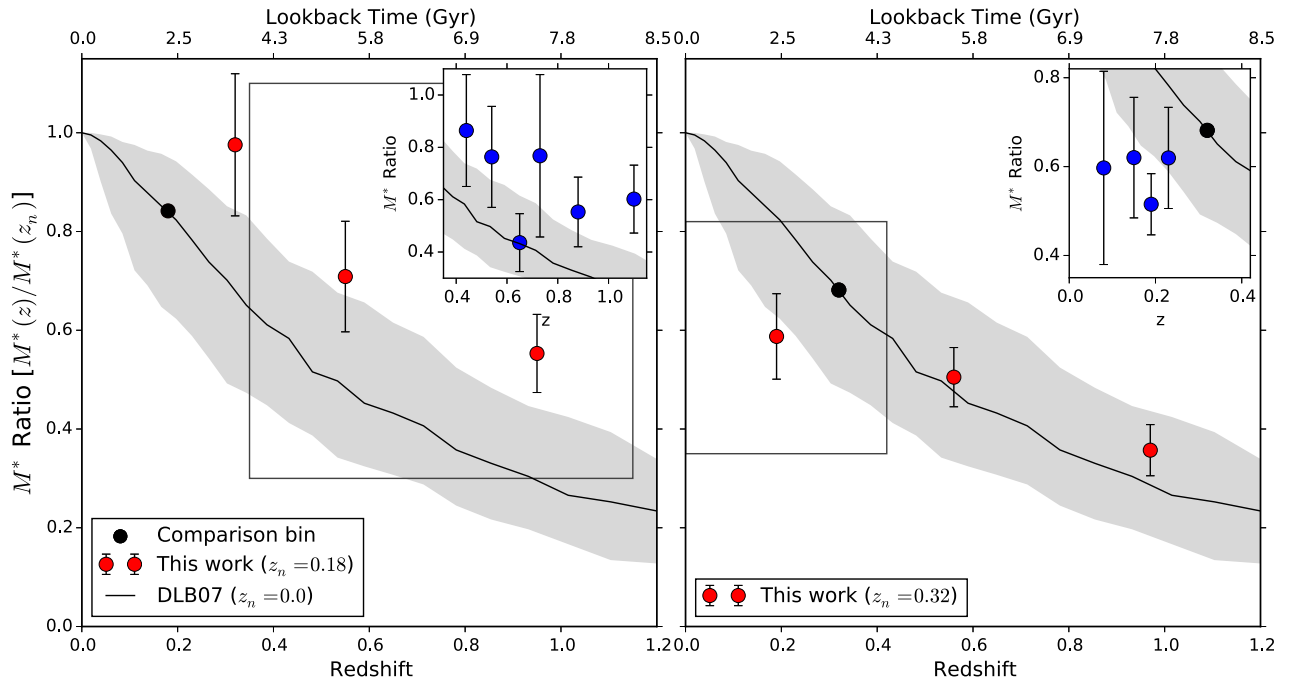 Lookback Time (Gyr)
0.0 2.5 4.3 5.8 6.9 7.8 8.5
Lookback Time (Gyr)
0.0 2.5 4.3 5.8 6.9 7.8 8.5
M* Ratio [M*(z)/M*(z_n)]
1.0
0.8
0.6
0.4
0.2
0.0
M* Ratio
1.0
0.8
0.6
0.4
0.4 0.6 0.8 1.0
z
Comparison bin
This work (z_n=0.18)
DLB07 (z_n=0.0)
0.0 0.2 0.4 0.6 0.8 1.0 1.2
Redshift
M* Ratio
0.8
0.6
0.4
0.0 0.2 0.4
z
This work (z_n=0.32)
0.0 0.2 0.4 0.6 0.8 1.0 1.2
Redshift